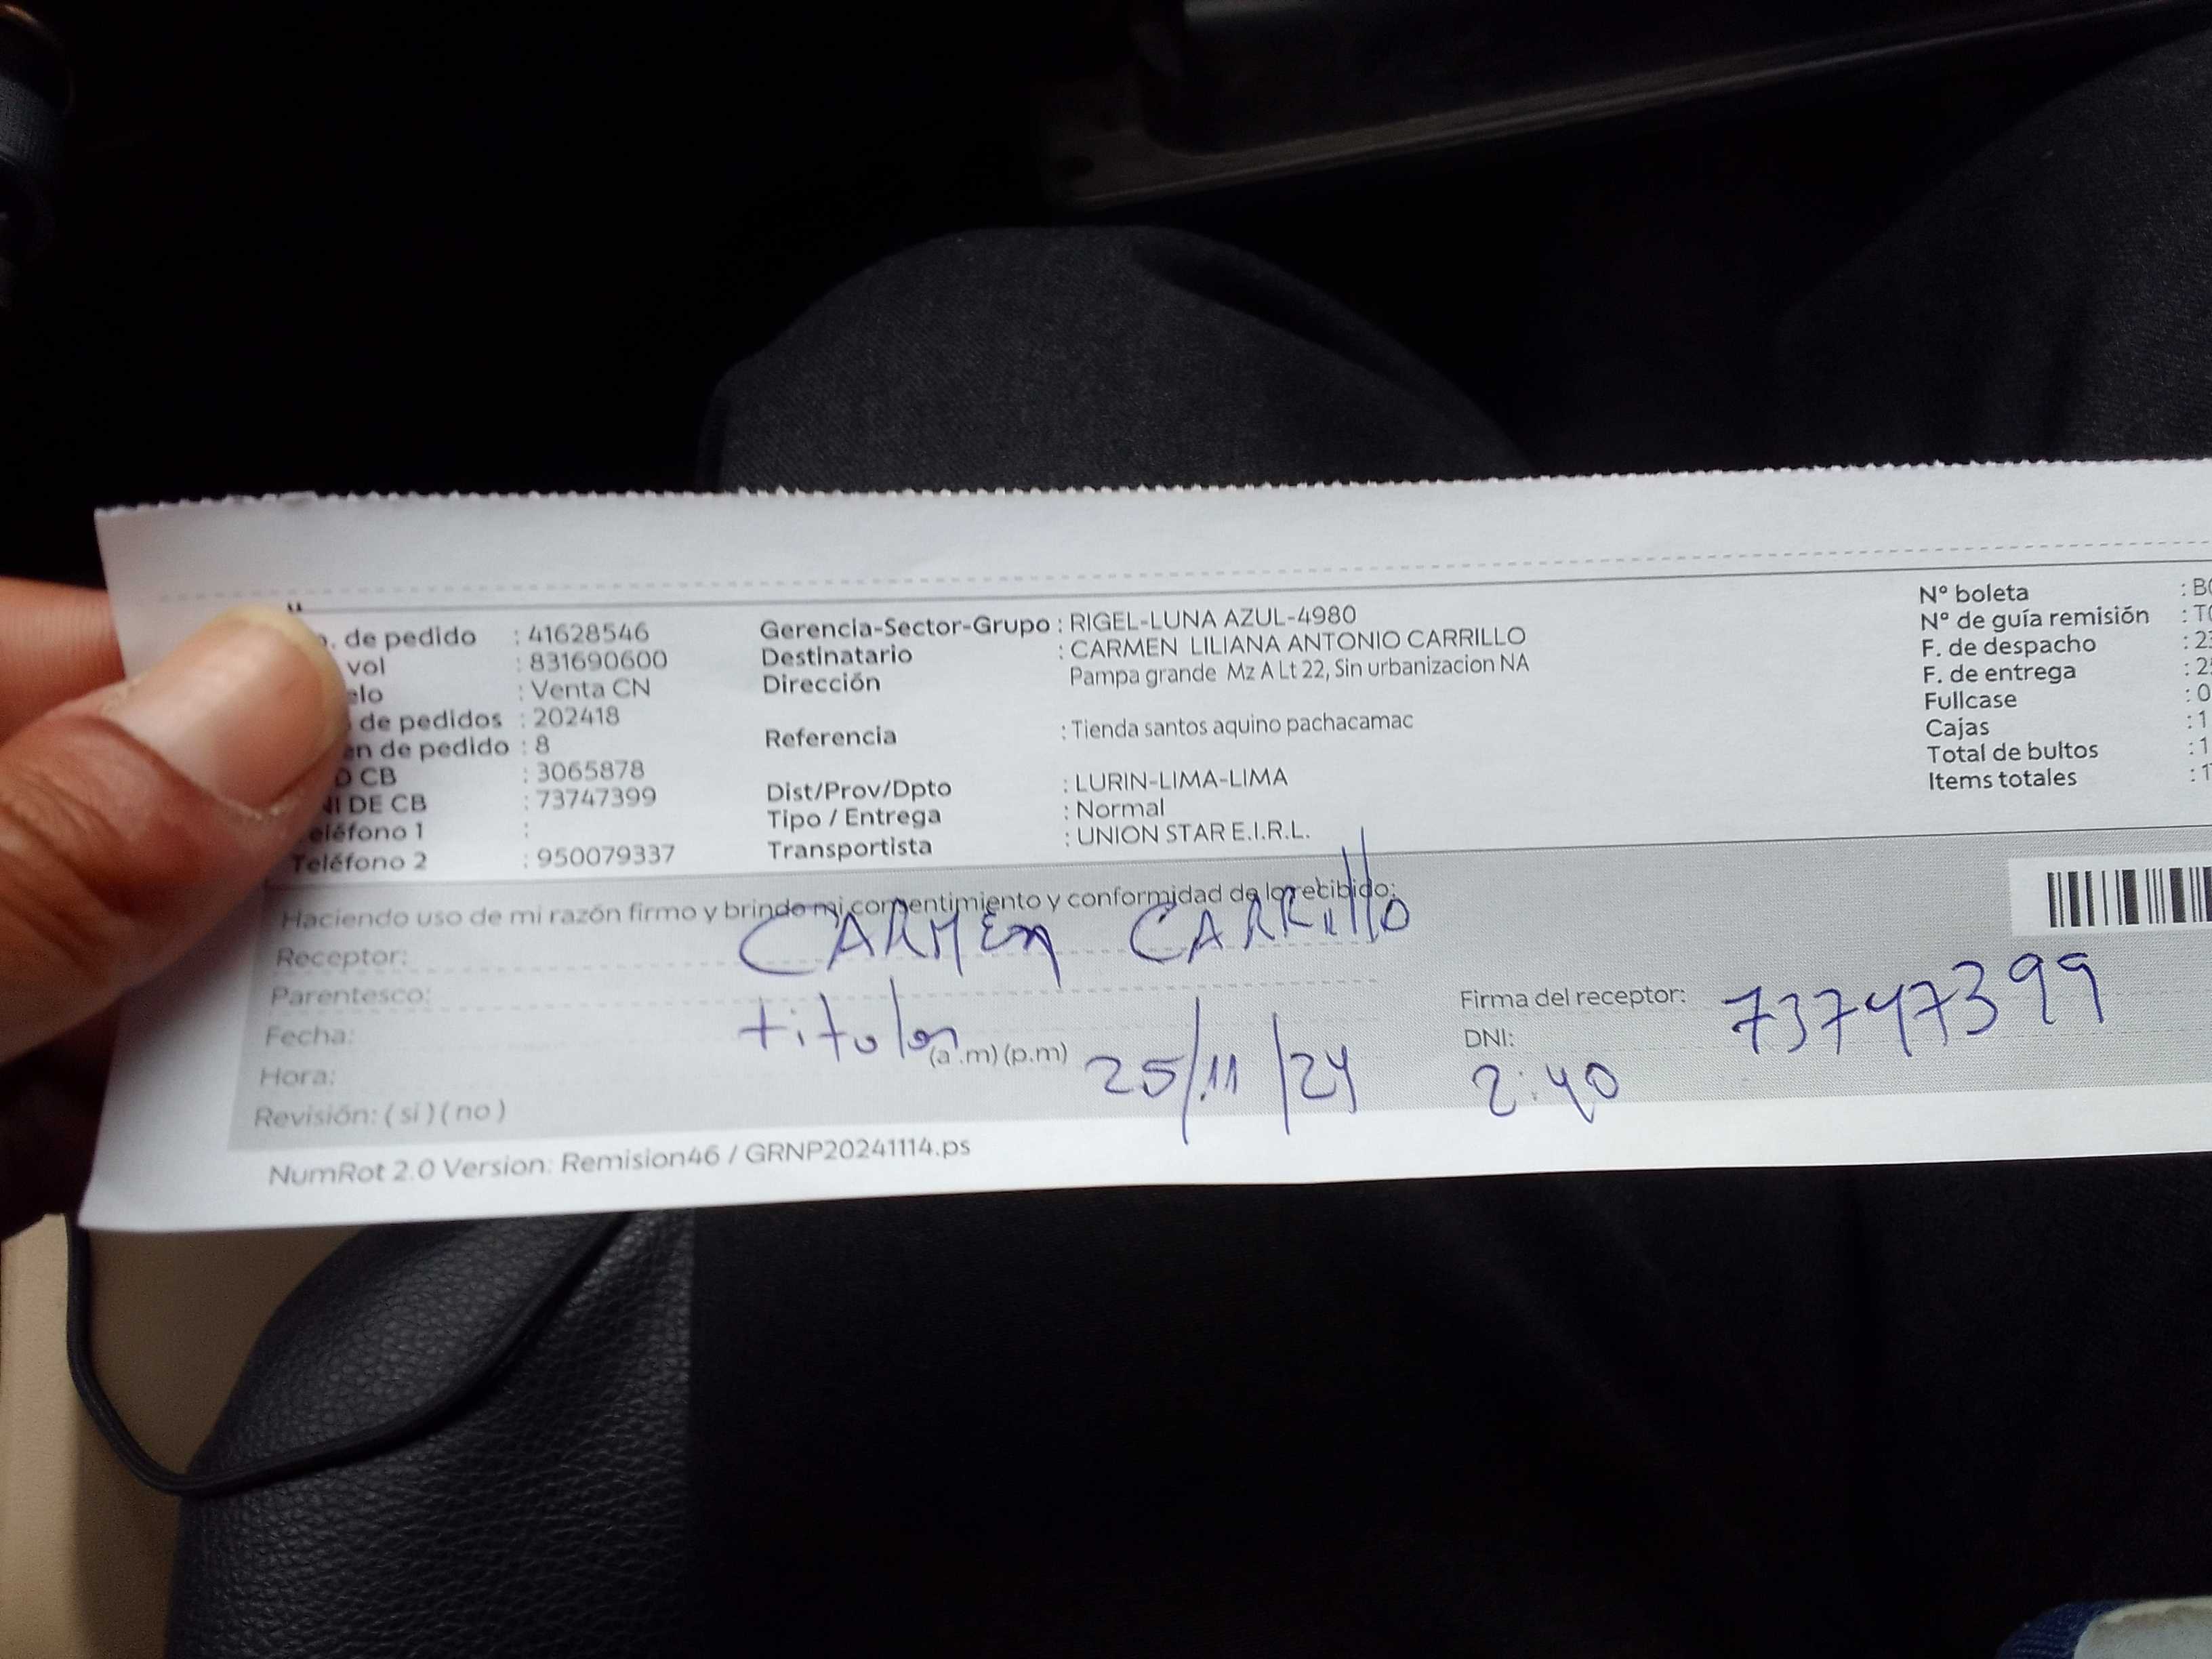 de pedido : 41628546
vol : 831690600
: Venta CN
de pedidos : 202418
de pedido : 8
CB : 3065878
DE CB : 73747399
Teléfono 1 :
Teléfono 2 : 950079337
Gerencia-Sector-Grupo : RIGEL-LUNA AZUL-4980
Destinatario : CARMEN LILIANA ANTONIO CARRILLO
Dirección Pampa grande Mz A Lt 22, Sin urbanizacion NA
Referencia : Tienda santos aquino pachacamac
Dist/Prov/Dpto : LURIN-LIMA-LIMA
Tipo / Entrega : Normal
Transportista : UNION STAR E.I.R.L.
N° boleta
N° de guía remisión
F. de despacho
F. de entrega
Fullcase : 0
Cajas : 1
Total de bultos
Items totales
Haciendo uso de mi razón firmo y brindo mi consentimiento y conformidad de lo recibido:
Receptor: CARMEN CARRILLO
Parentesco: titular
Fecha: 25/11/24
Hora: (a.m) (p.m) 2:40
Revisión: ( si ) ( no )
Firma del receptor:
DNI: 73747399
NumRot 2.0 Version: Remision46 / GRNP20241114.ps